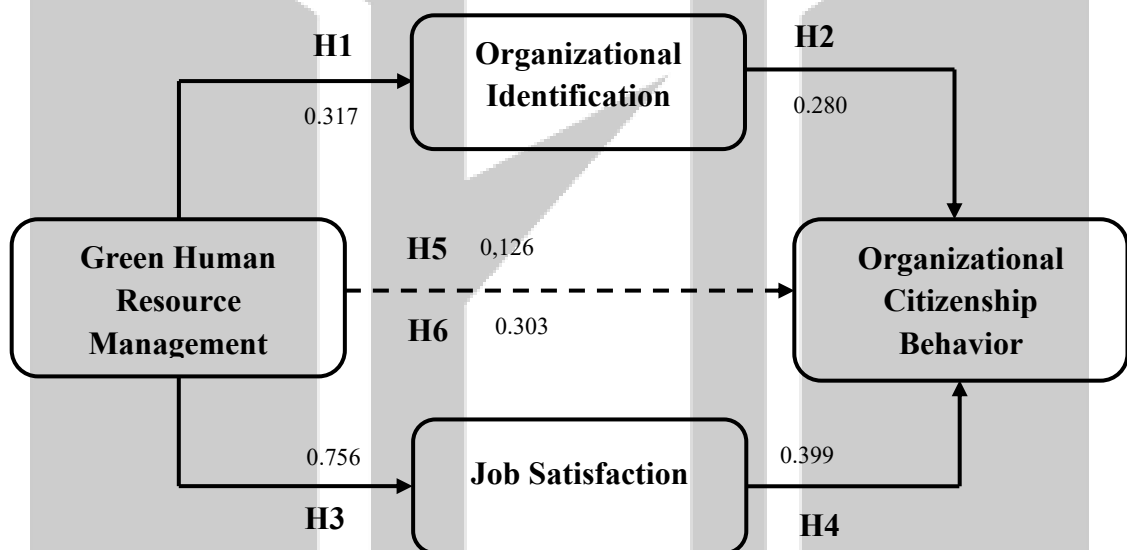 H1
Organizational
Identification
H2
0.317
0.280
Green Human
Resource
Management
H5 0,126
H6 0.303
Organizational
Citizenship
Behavior
0.756
Job Satisfaction
0.399
H3
H4